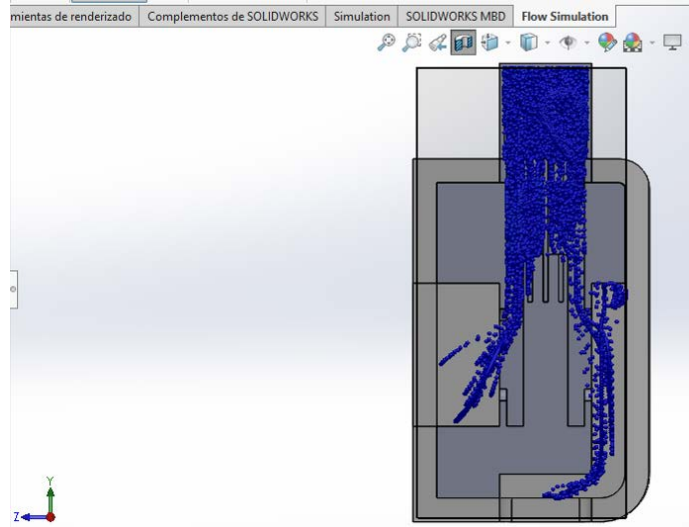 mientas de renderizado Complementos de SOLIDWORKS Simulation SOLIDWORKS MBD Flow Simulation
Y
Z